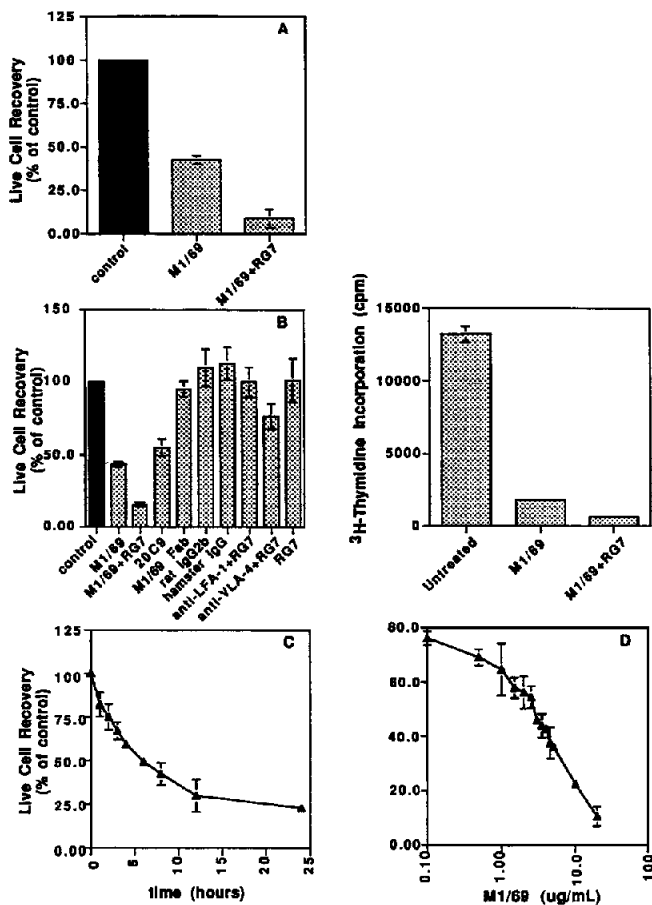 A
Live Cell Recovery
(% of control)
125
100
75.0
50.0
25.0
0.00
control
M1/69
M1/69+RG7
B
Live Cell Recovery
(% of control)
150
100
50.0
0.00
control
M1/69
M1/69+RG7
20C9
M1/69 Fab
rat IgG2b
hamster IgG
anti-LFA-1+RG7
anti-VLA-4+RG7
RG7
3H-Thymidine Incorporation (cpm)
15000
10000
5000
0
Untreated
M1/69
M1/69+RG7
C
Live Cell Recovery
(% of control)
125
100
75.0
50.0
25.0
0.00
0 5 10 15 20 25
time (hours)
D
80.0
60.0
40.0
20.0
0.00
0.10 1.00 10.0 100
M1/69 (ug/mL)